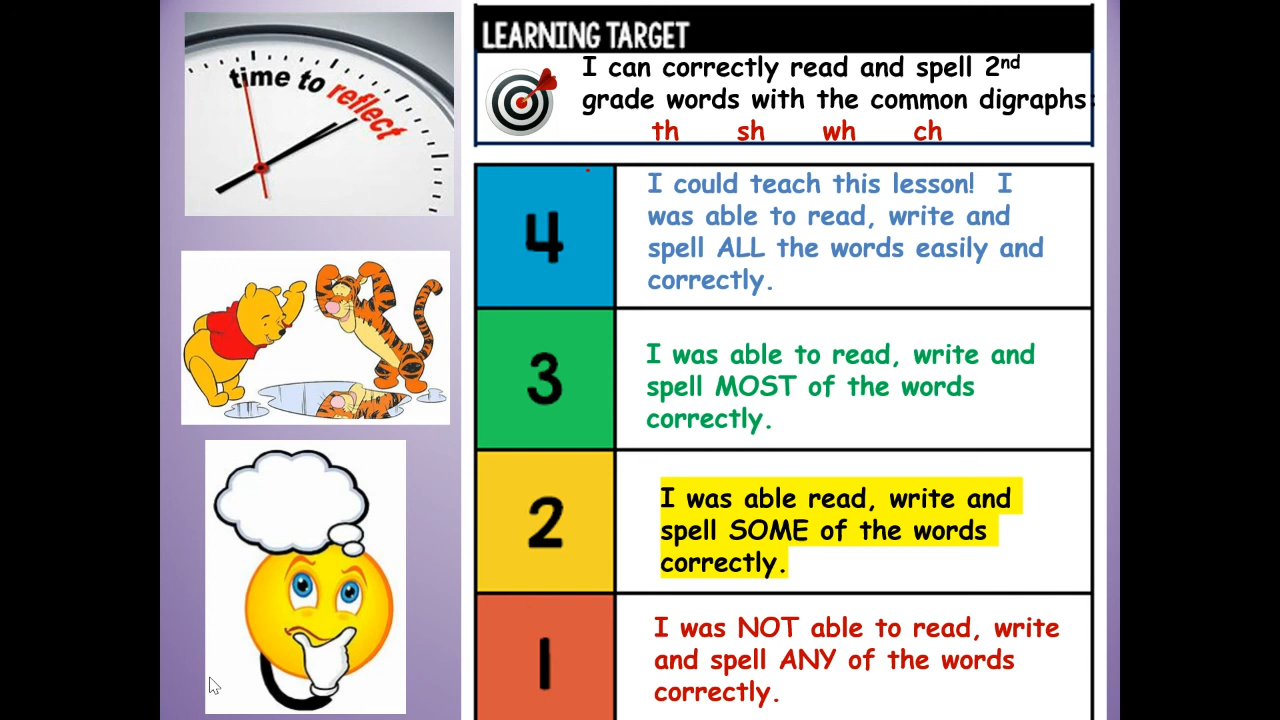 time to reflect
LEARNING TARGET
I can correctly read and spell 2nd
grade words with the common digraphs:
th sh wh ch
4
I could teach this lesson! I
was able to read, write and
spell ALL the words easily and
correctly.
3
I was able to read, write and
spell MOST of the words
correctly.
2
I was able read, write and
spell SOME of the words
correctly.
1
I was NOT able to read, write
and spell ANY of the words
correctly.